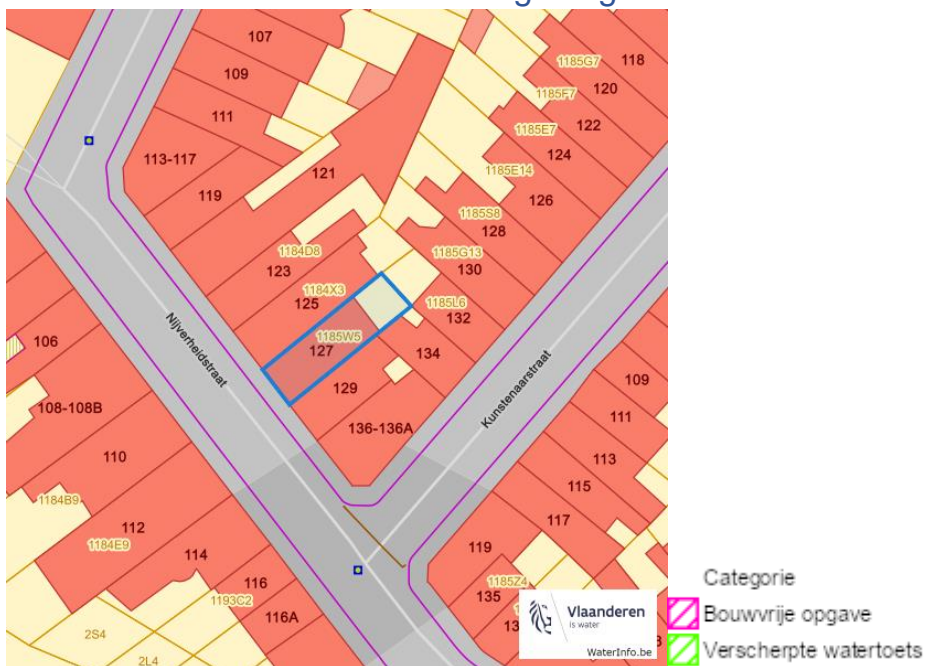 107
118
1185G7
109
120
1185F7
111
122
1185E7
124
113-117
1185E14
121
119
126
1185S8
128
1184D8
1185G13
123
130
1184X3
125
1185L6
132
Nijverheidstraat
1185W5
106
127
134
129
109
Kunstenaarstraat
108-108B
111
136-136A
110
113
115
1184B9
117
112
1184E9
114
119
116
1185Z4
1193C2
135
116A
2S4
2L4
Vlaanderen
is water
WaterInfo.be
Categorie
Bouwvrije opgave
Verscherpte watertoets